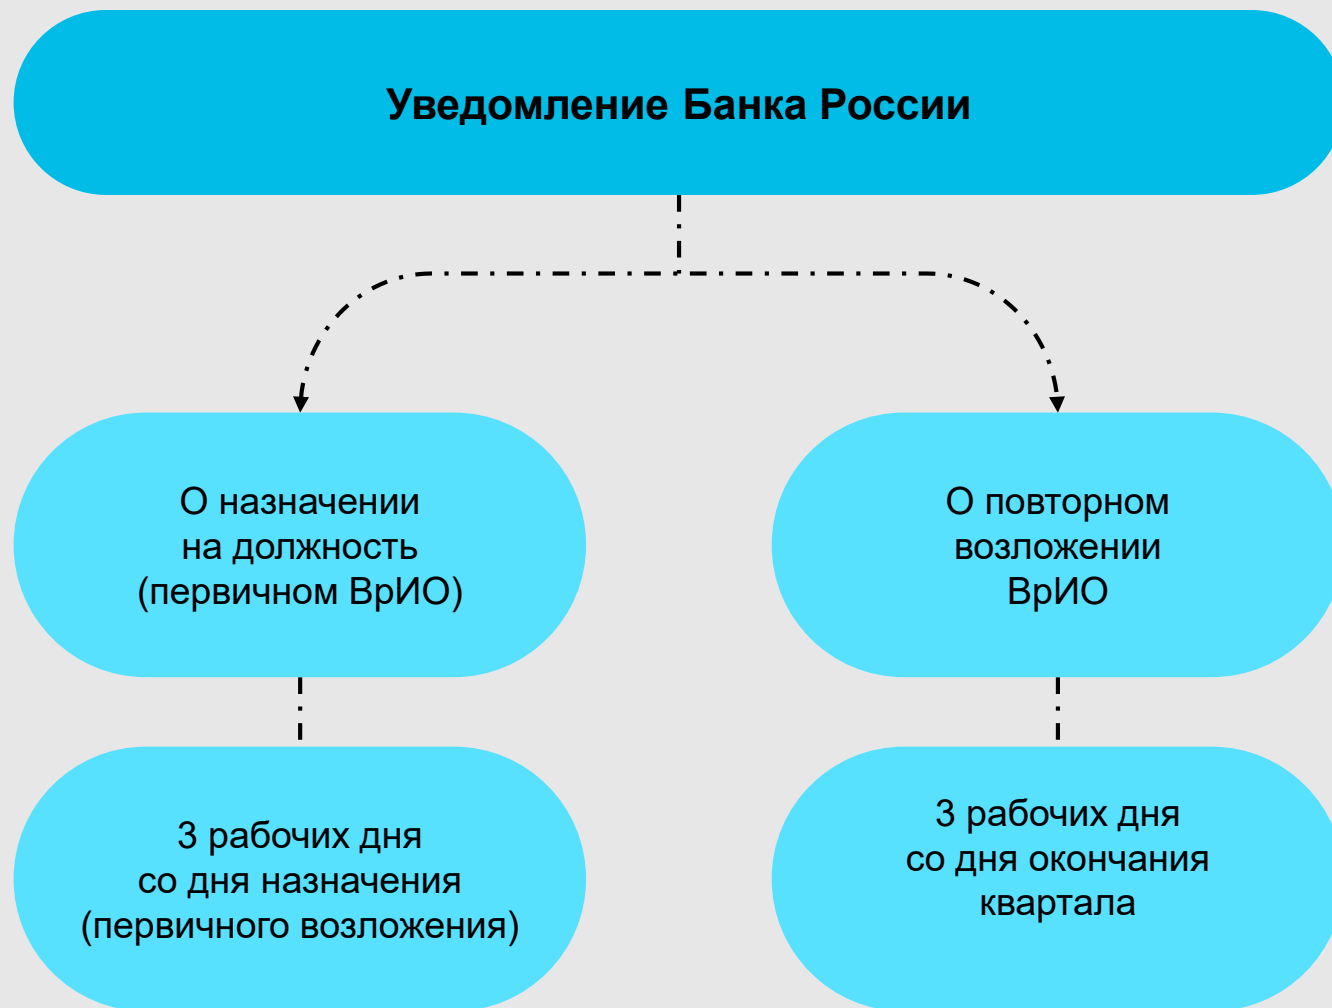 Уведомление Банка России
О назначении
на должность
(первичном ВрИО)
О повторном
возложении
ВрИО
3 рабочих дня
со дня назначения
(первичного возложения)
3 рабочих дня
со дня окончания
квартала